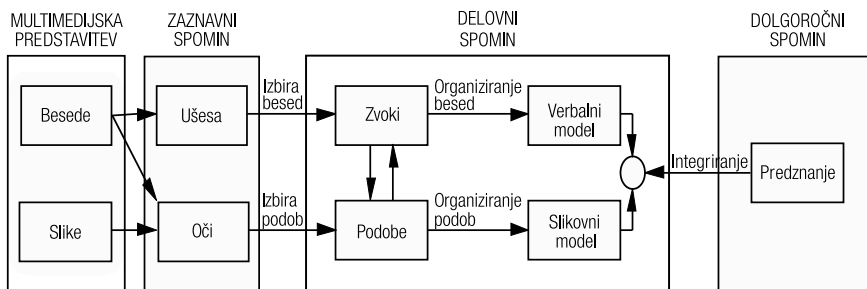 MULTIMEDIJSKA
PREDSTAVITEV
ZAZNAVNI
SPOMIN
DELOVNI
SPOMIN
DOLGOROČNI
SPOMIN
Besede
Ušesa
Izbira
besed
Zvoki
Organiziranje
besed
Verbalni
model
Integriranje
Predznanje
Slike
Oči
Izbira
podob
Podobe
Organiziranje
podob
Slikovni
model